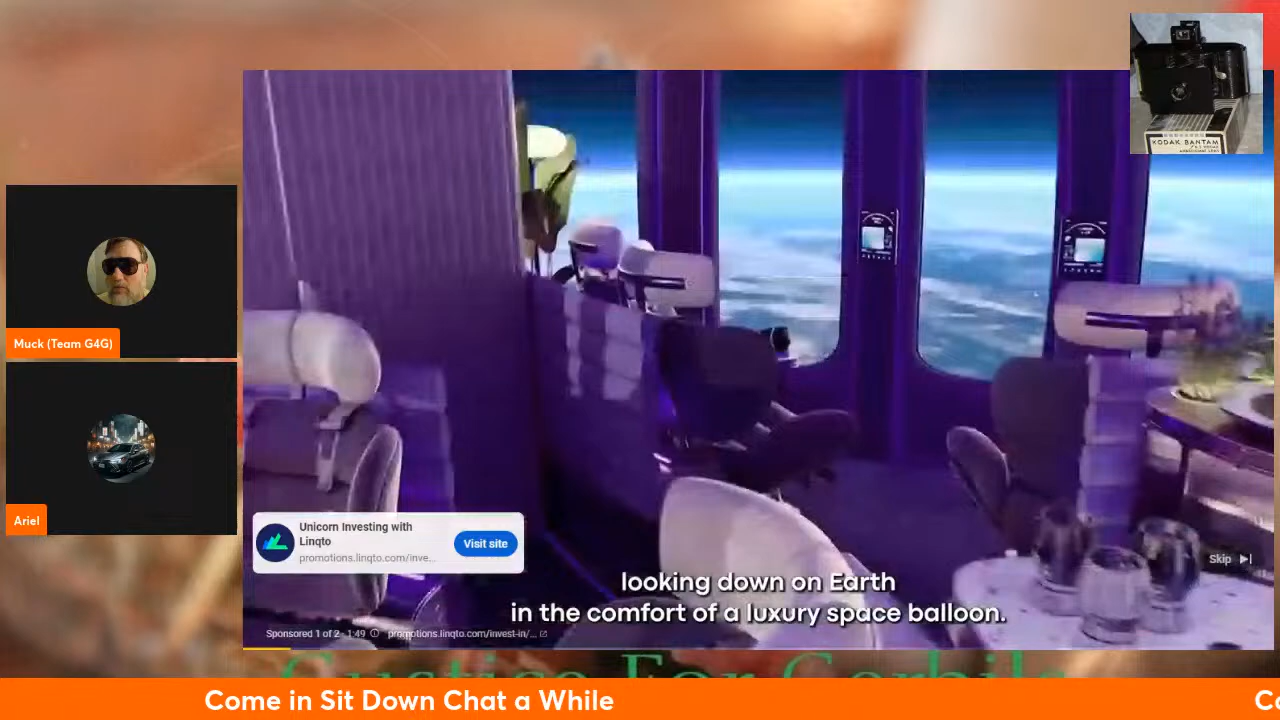 KODAK BANTAM
Muck (Team G4G)
Ariel
Unicorn Investing with
Linqto
promotions.linqto.com/inve...
Visit site
Skip
looking down on Earth
in the comfort of a luxury space balloon.
Sponsored 1 of 2 · 1:49
promotions.linqto.com/invest-in/...
Come in Sit Down Chat a While
Co